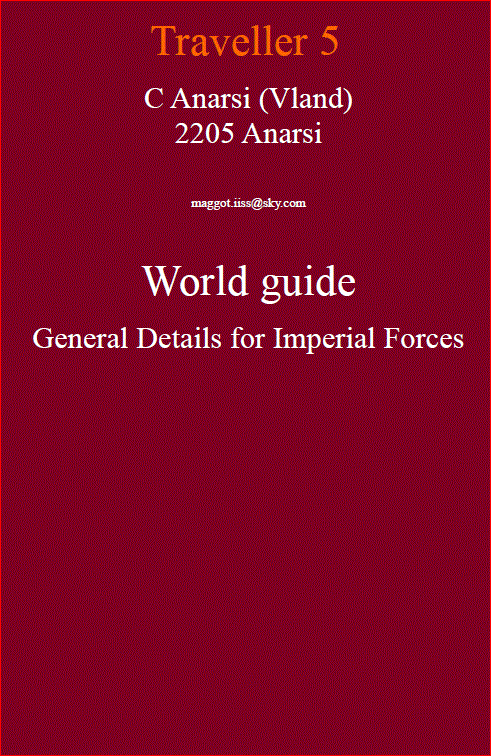 Traveller 5
C Anarsi (Vland)
2205 Anarsi
maggot.iiss@sky.com
World guide
General Details for Imperial Forces